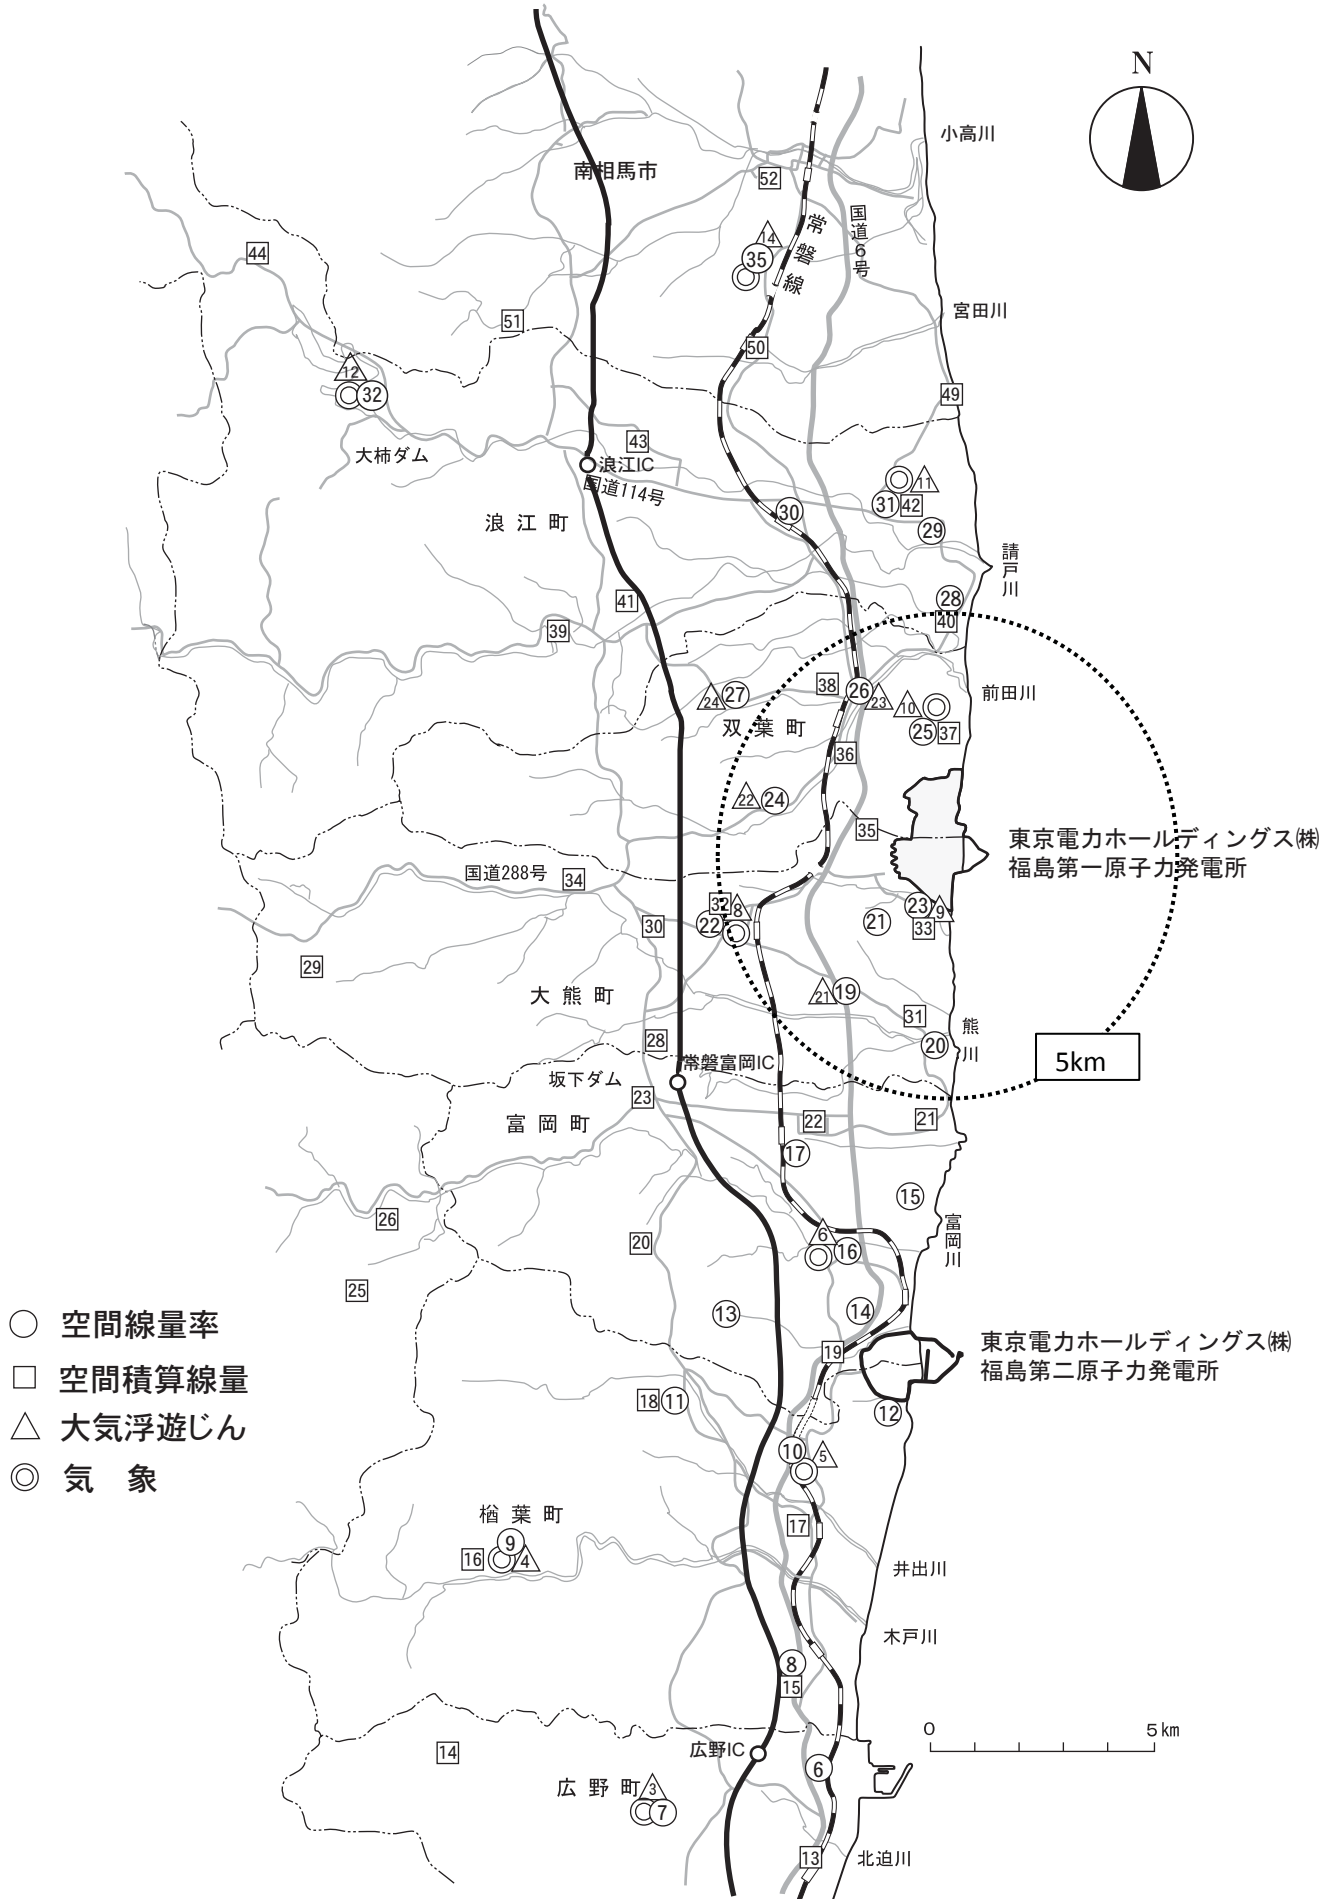 N
小高川
南相馬市
52
国道6号
14
常磐線
35
44
宮田川
51
50
12
32
49
43
大柿ダム
浪江IC
国道114号
11
31
42
30
浪江町
29
請戸川
28
41
40
39
38
26
23
前田川
24
27
10
双葉町
25
37
36
22
24
35
東京電力ホールディングス㈱
福島第一原子力発電所
国道288号
34
32
8
23
9
22
21
33
30
29
大熊町
21
19
31
熊川
28
20
常磐富岡IC
5km
坂下ダム
23
富岡町
22
21
17
15
26
富岡川
6
16
20
25
13
14
○ 空間線量率
19
東京電力ホールディングス㈱
福島第二原子力発電所
□ 空間積算線量
18
11
12
△ 大気浮遊じん
10
5
◎ 気 象
楢葉町
17
9
16
4
井出川
木戸川
8
15
0
5km
14
広野IC
6
広野町
3
7
13
北迫川